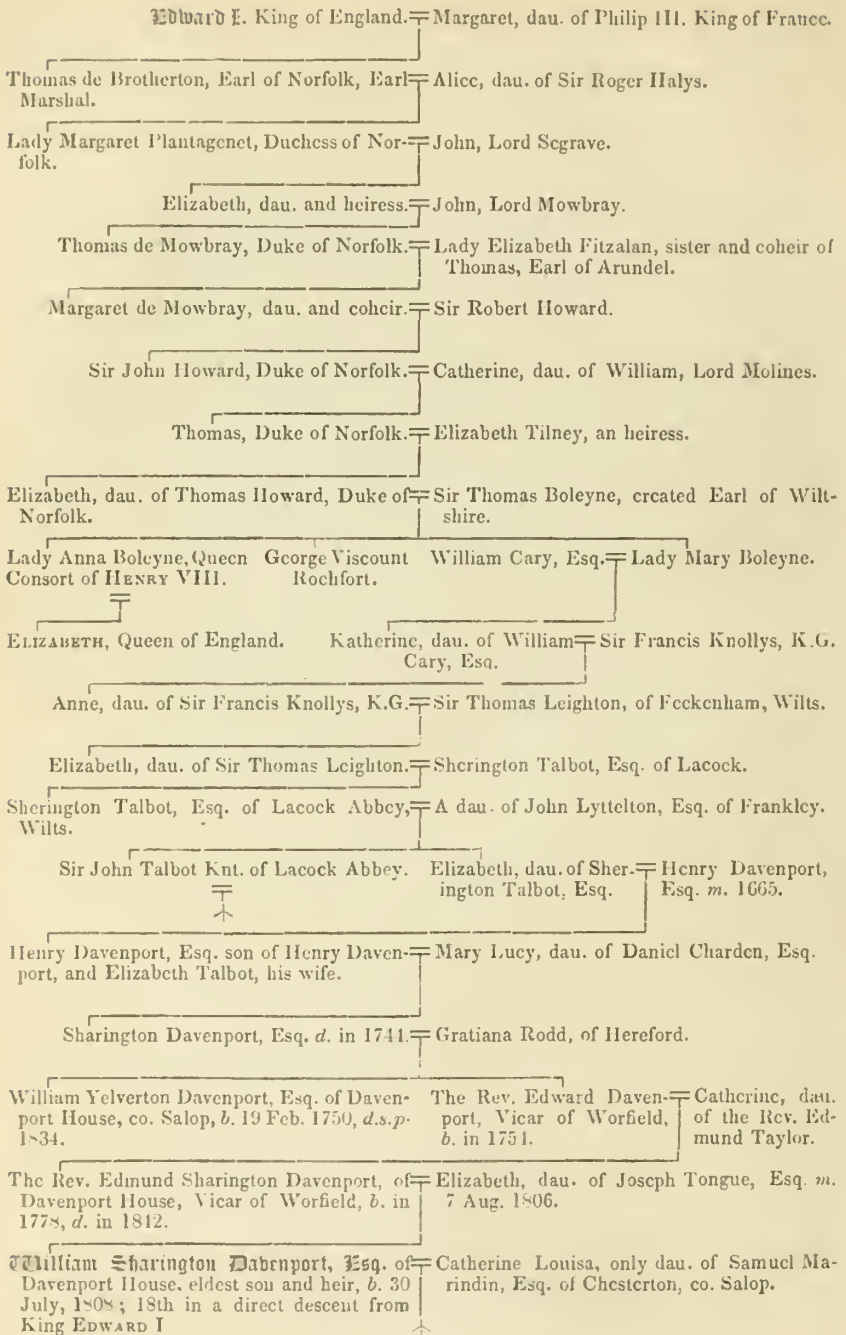 Edward I. King of England. Margaret, dau. of Philip III. King of France.
Thomas de Brotherton, Earl of Norfolk, Earl Alice, dau. of Sir Roger Halys.
Marshal.
Lady Margaret Plantagenet, Duchess of Nor- John, Lord Segrave.
folk.
Elizabeth, dau. and heiress. John, Lord Mowbray.
Thomas de Mowbray, Duke of Norfolk. Lady Elizabeth Fitzalan, sister and coheir of
Thomas, Earl of Arundel.
Margaret de Mowbray, dau. and coheir. Sir Robert Howard.
Sir John Howard, Duke of Norfolk. Catherine, dau. of William, Lord Molines.
Thomas, Duke of Norfolk. Elizabeth Tilney, an heiress.
Elizabeth, dau. of Thomas Howard, Duke of Sir Thomas Boleyne, created Earl of Wilt-
Norfolk. shire.
Lady Anna Boleyne, Queen George Viscount William Cary, Esq. Lady Mary Boleyne.
Consort of HENRY VIII. Rochfort.
ELIZABETH, Queen of England. Katherine, dau. of William Sir Francis Knollys, K.G.
Cary, Esq.
Anne, dau. of Sir Francis Knollys, K.G. Sir Thomas Leighton, of Feckenham, Wilts.
Elizabeth, dau. of Sir Thomas Leighton. Sherington Talbot, Esq. of Lacock.
Sherington Talbot, Esq. of Lacock Abbey, A dau. of John Lyttelton, Esq. of Frankley.
Wilts.
Sir John Talbot Knt. of Lacock Abbey. Elizabeth, dau. of Sher- Henry Davenport,
ington Talbot, Esq. Esq. m. 1665.
Henry Davenport, Esq. son of Henry Daven- Mary Lucy, dau. of Daniel Charden, Esq.
port, and Elizabeth Talbot, his wife.
Sharington Davenport, Esq. d. in 1741. Gratiana Rodd, of Hereford.
William Yelverton Davenport, Esq. of Daven- The Rev. Edward Daven- Catherine, dau.
port House, co. Salop, b. 19 Feb. 1750, d.s.p. port, Vicar of Worfield, of the Rev. Ed-
1834. b. in 1751. mund Taylor.
The Rev. Edmund Sharington Davenport, of Elizabeth, dau. of Joseph Tongue, Esq. m.
Davenport House, Vicar of Worfield, b. in 7 Aug. 1806.
1778, d. in 1842.
William Sharington Davenport, Esq. of Catherine Louisa, only dau. of Samuel Ma-
Davenport House, eldest son and heir, b. 30 rindin, Esq. of Chesterton, co. Salop.
July, 1808; 18th in a direct descent from
King EDWARD I